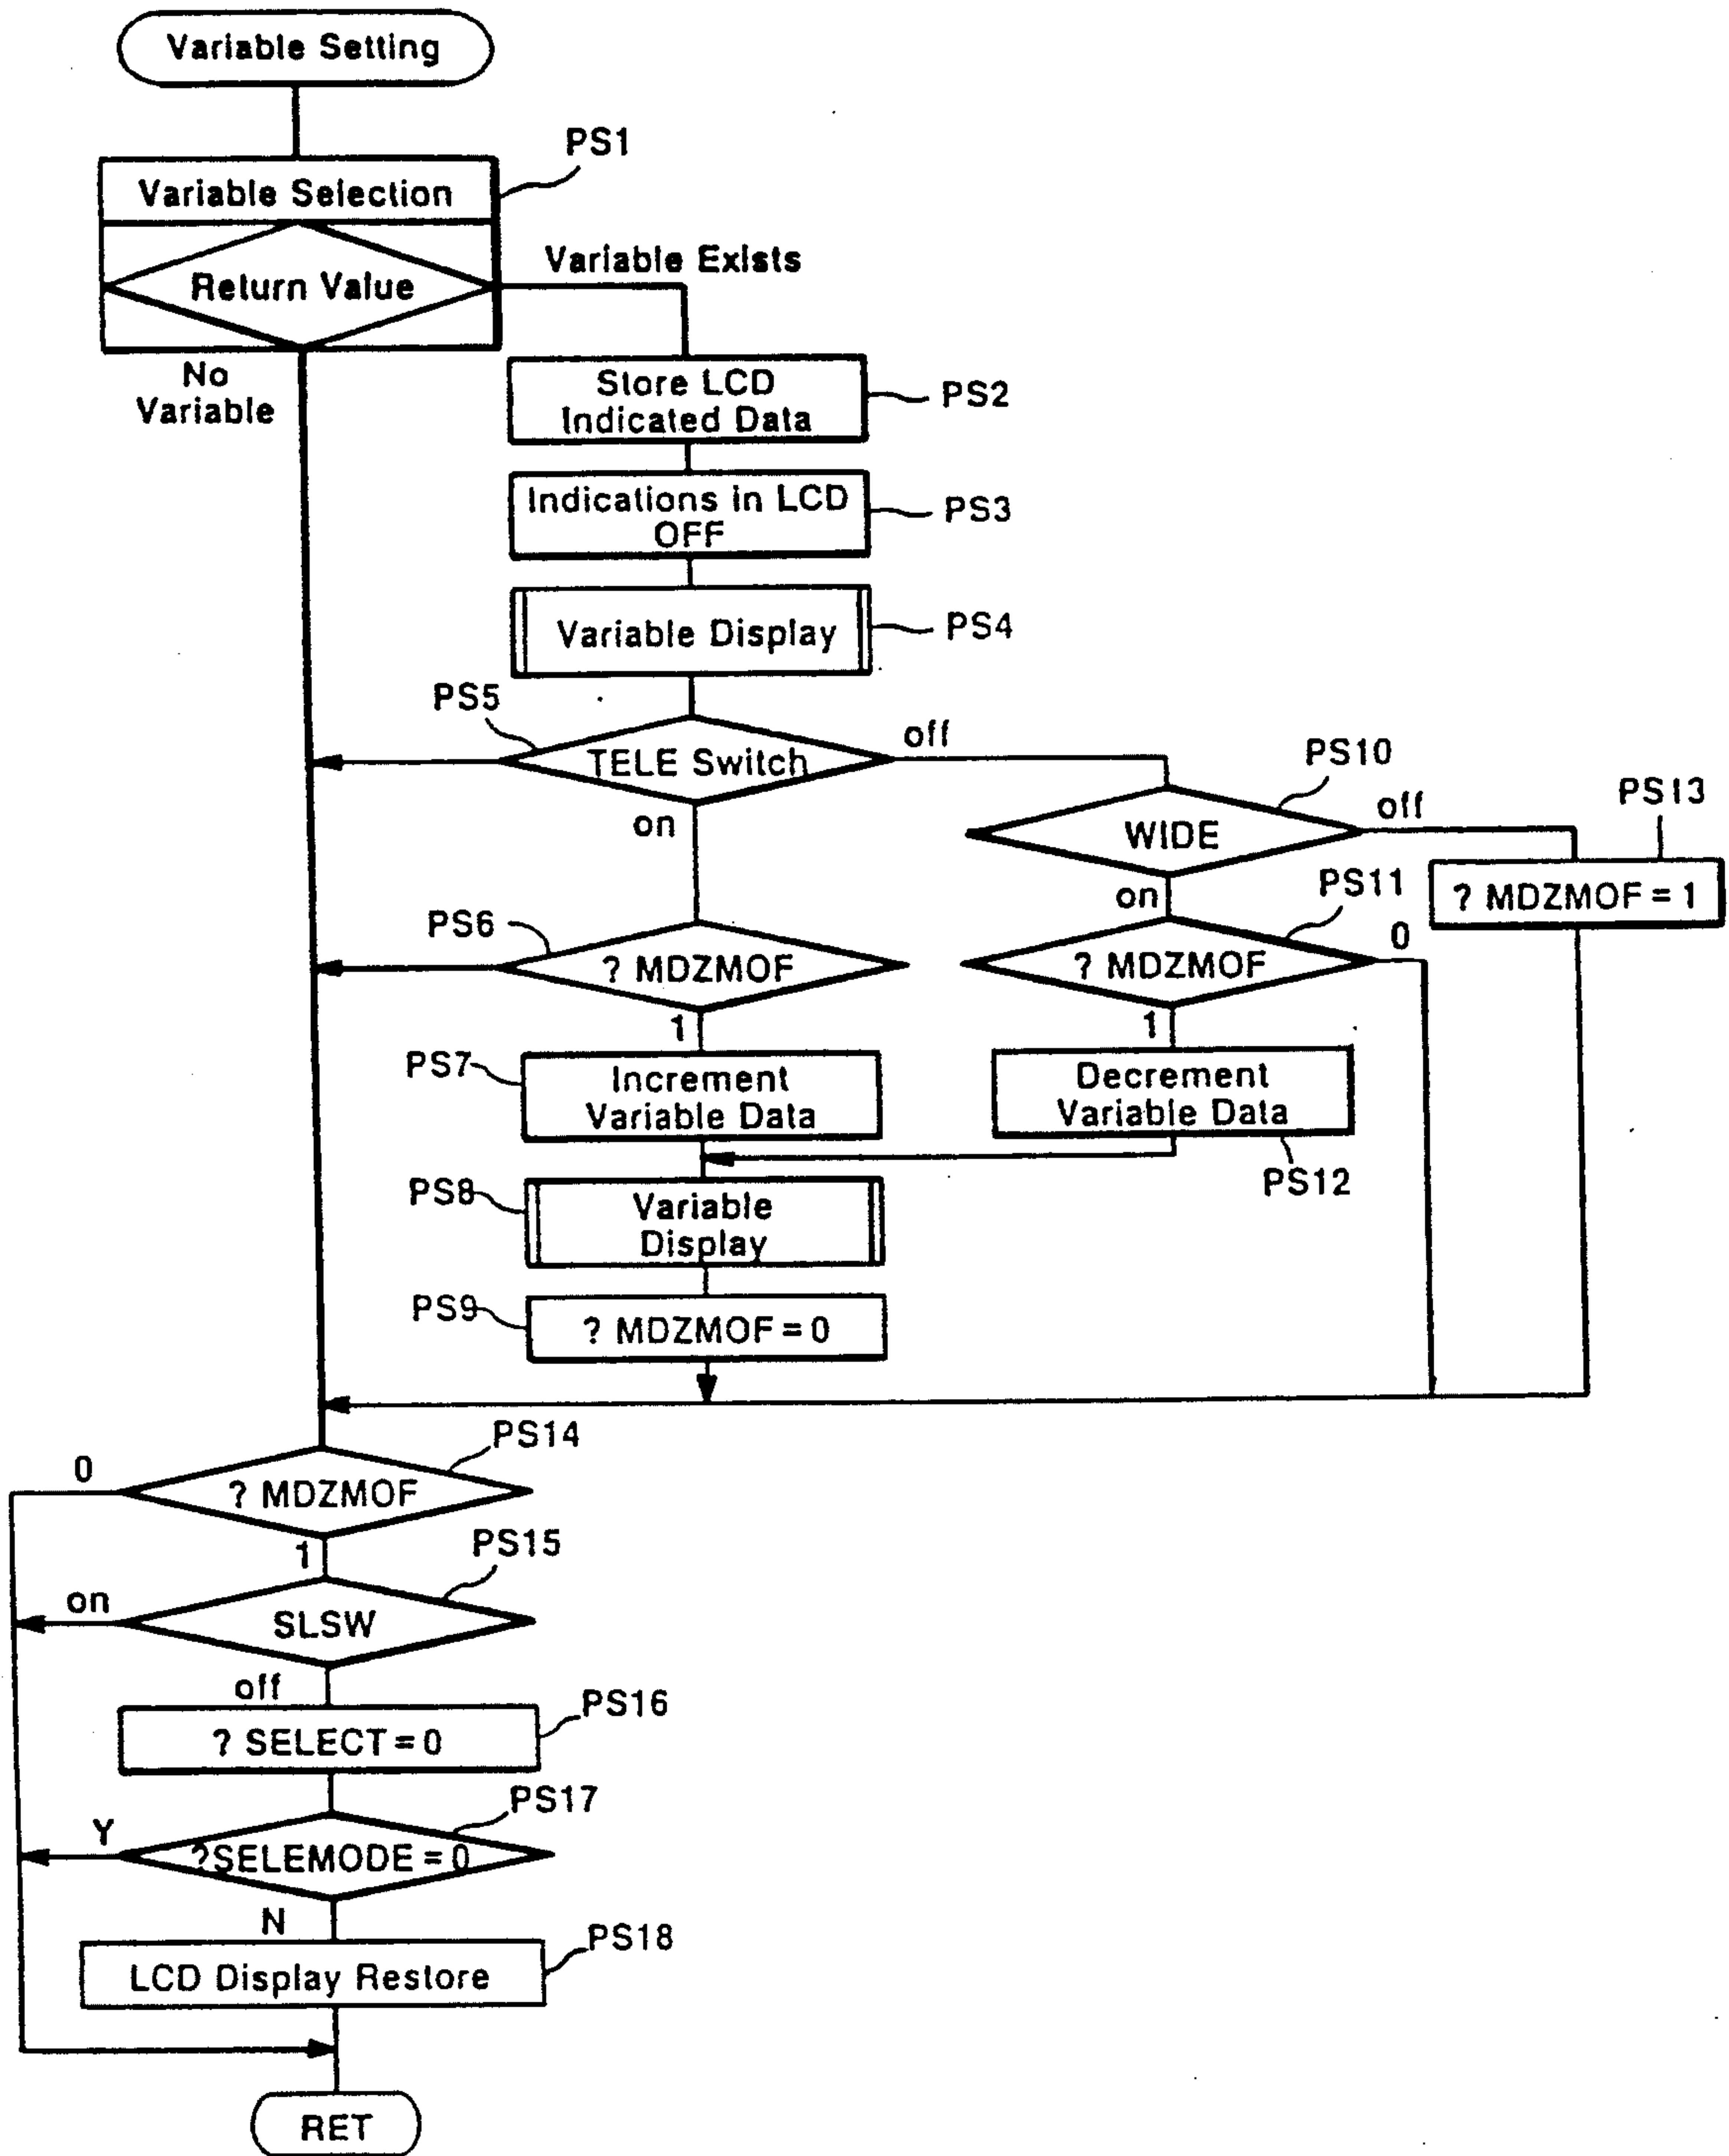 Variable Setting
PS1
Variable Selection
Return Value
Variable Exists
No
Variable
Store LCD
Indicated Data
PS2
Indications in LCD
OFF
PS3
Variable Display
PS4
PS5
TELE Switch
off
on
PS10
WIDE
off
on
PS13
? MDZMOF = 1
PS6
? MDZMOF
1
PS11
? MDZMOF
0
1
PS7
Increment
Variable Data
Decrement
Variable Data
PS12
PS8
Variable
Display
PS9
? MDZMOF = 0
PS14
0
? MDZMOF
1
PS15
on
SLSW
off
PS16
? SELECT = 0
PS17
Y
?SELEMODE = 0
N
PS18
LCD Display Restore
RET